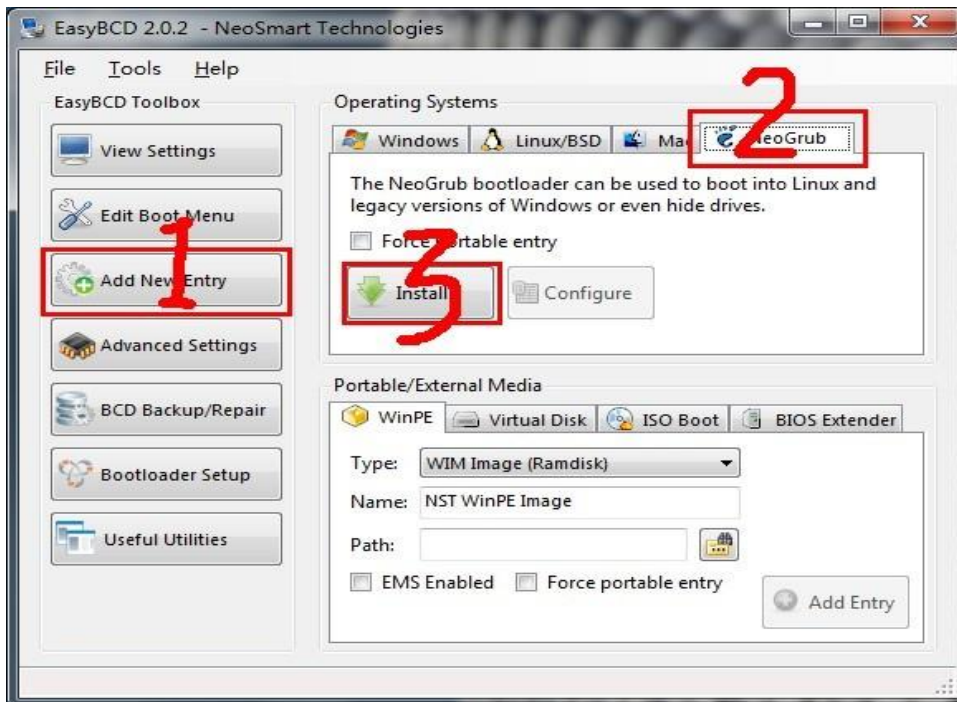 EasyBCD 2.0.2 - NeoSmart Technologies
File Tools Help
EasyBCD Toolbox
View Settings
Edit Boot Menu
1
Add New Entry
Advanced Settings
BCD Backup/Repair
Bootloader Setup
Useful Utilities
Operating Systems
2
Windows Linux/BSD Mac NeoGrub
The NeoGrub bootloader can be used to boot into Linux and
legacy versions of Windows or even hide drives.
Force portable entry
3
Install Configure
Portable/External Media
WinPE Virtual Disk ISO Boot BIOS Extender
Type: WIM Image (Ramdisk)
Name: NST WinPE Image
Path:
EMS Enabled Force portable entry
Add Entry